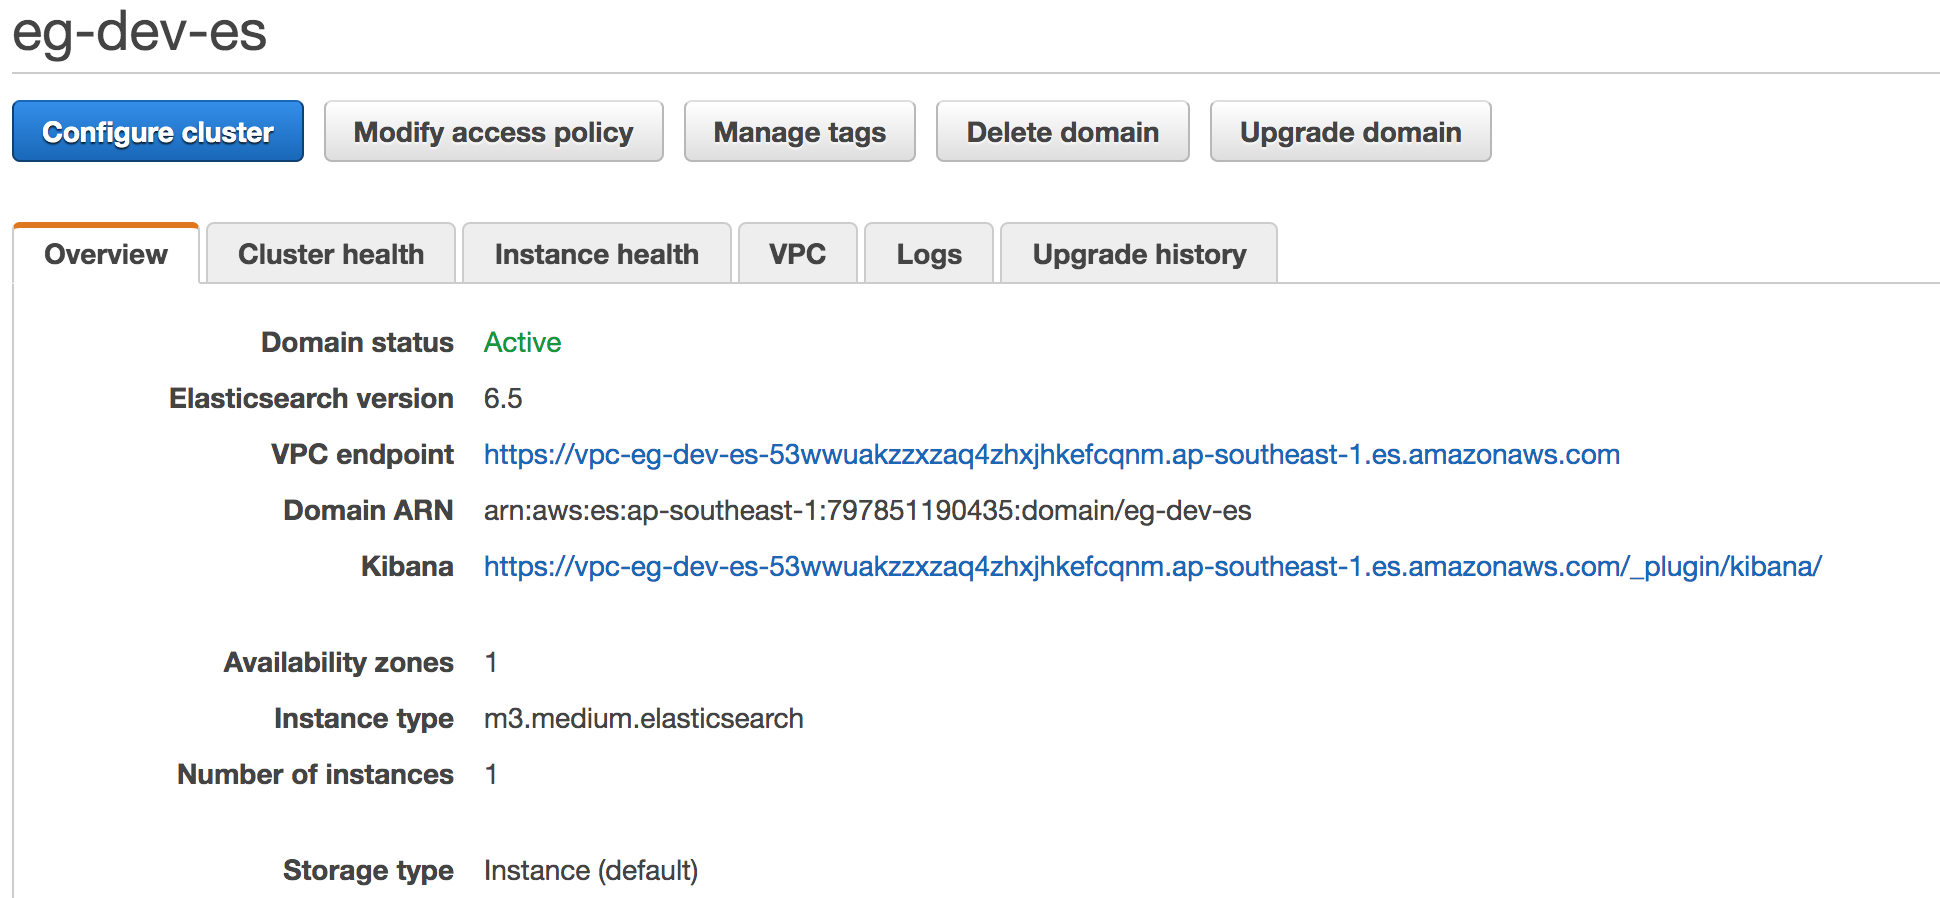 eg-dev-es
Configure cluster Modify access policy Manage tags Delete domain Upgrade domain
Overview Cluster health Instance health VPC Logs Upgrade history
Domain status Active
Elasticsearch version 6.5
VPC endpoint https://vpc-eg-dev-es-53wwuakzzxzaq4zhxjhkefcqnm.ap-southeast-1.es.amazonaws.com
Domain ARN arn:aws:es:ap-southeast-1:797851190435:domain/eg-dev-es
Kibana https://vpc-eg-dev-es-53wwuakzzxzaq4zhxjhkefcqnm.ap-southeast-1.es.amazonaws.com/_plugin/kibana/
Availability zones 1
Instance type m3.medium.elasticsearch
Number of instances 1
Storage type Instance (default)